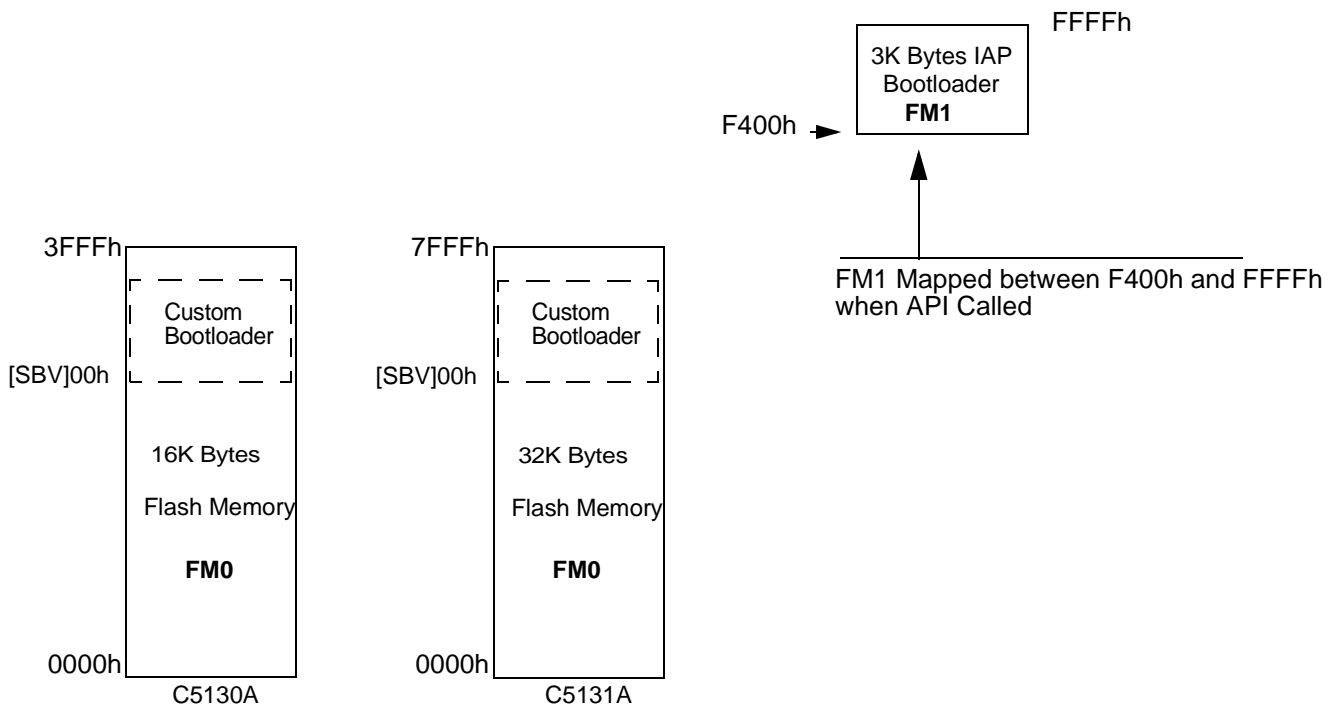 FFFFh
3K Bytes IAP
Bootloader
FM1
F400h
FM1 Mapped between F400h and FFFFh
when API Called
3FFFh
Custom
Bootloader
[SBV]00h
16K Bytes
Flash Memory
FM0
0000h
C5130A
7FFFh
Custom
Bootloader
[SBV]00h
32K Bytes
Flash Memory
FM0
0000h
C5131A